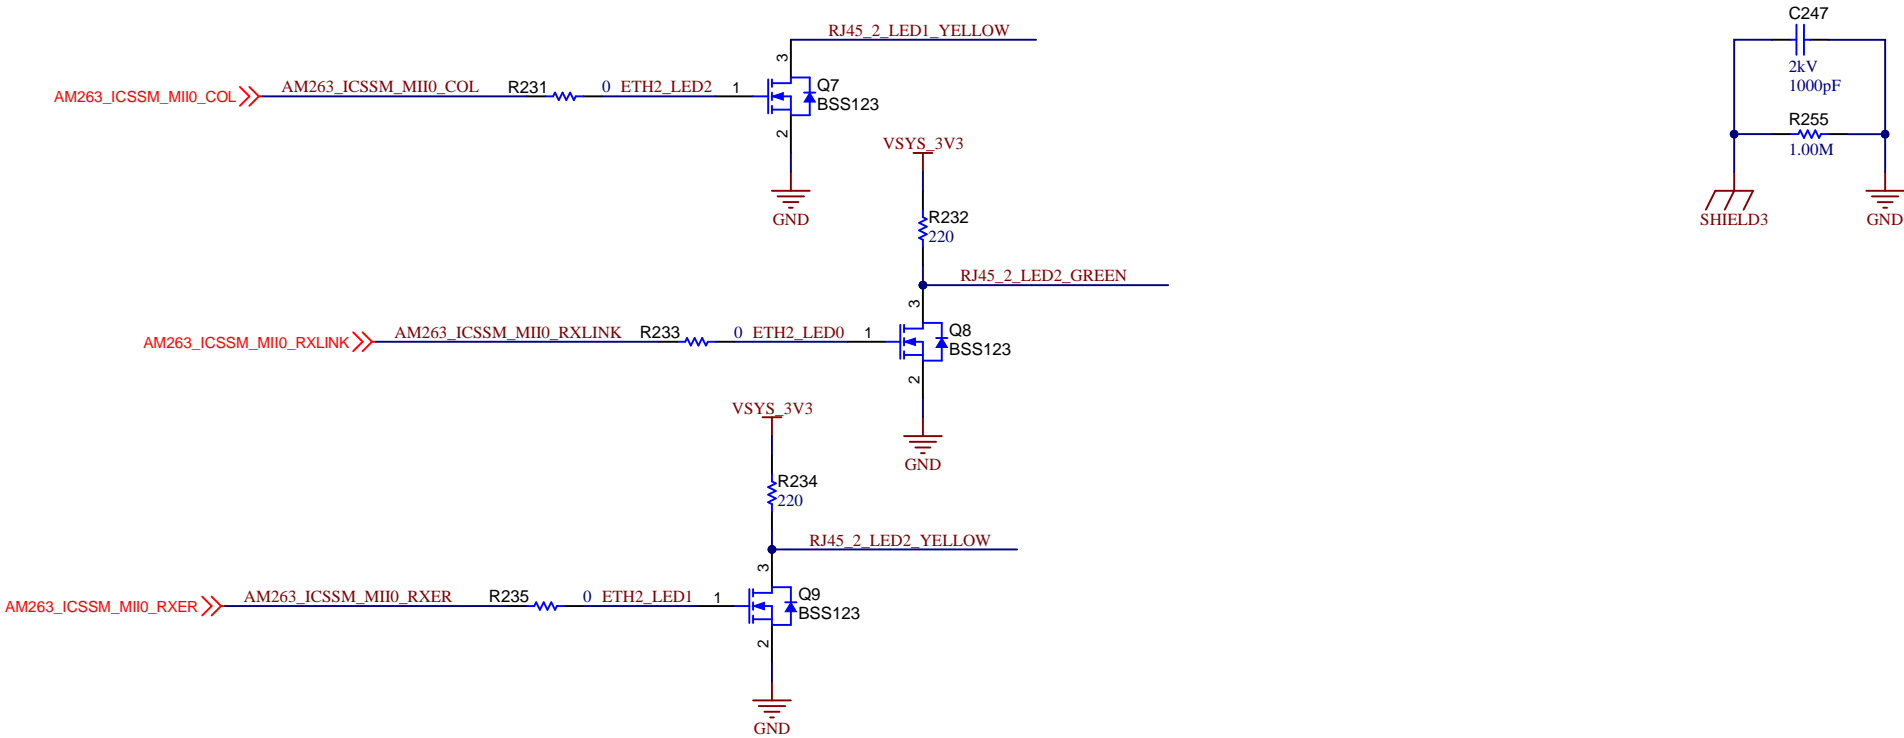 RJ45_2_LED1_YELLOW
C247
2kV
1000pF
R255
1.00M
SHIELD3
GND
AM263_ICSSM_MII0_COL
AM263_ICSSM_MII0_COL
R231
0
ETH2_LED2
1
3
2
Q7
BSS123
GND
VSYS_3V3
R232
220
RJ45_2_LED2_GREEN
AM263_ICSSM_MII0_RXLINK
AM263_ICSSM_MII0_RXLINK
R233
0
ETH2_LED0
1
3
2
Q8
BSS123
GND
VSYS_3V3
R234
220
RJ45_2_LED2_YELLOW
AM263_ICSSM_MII0_RXER
AM263_ICSSM_MII0_RXER
R235
0
ETH2_LED1
1
3
2
Q9
BSS123
GND